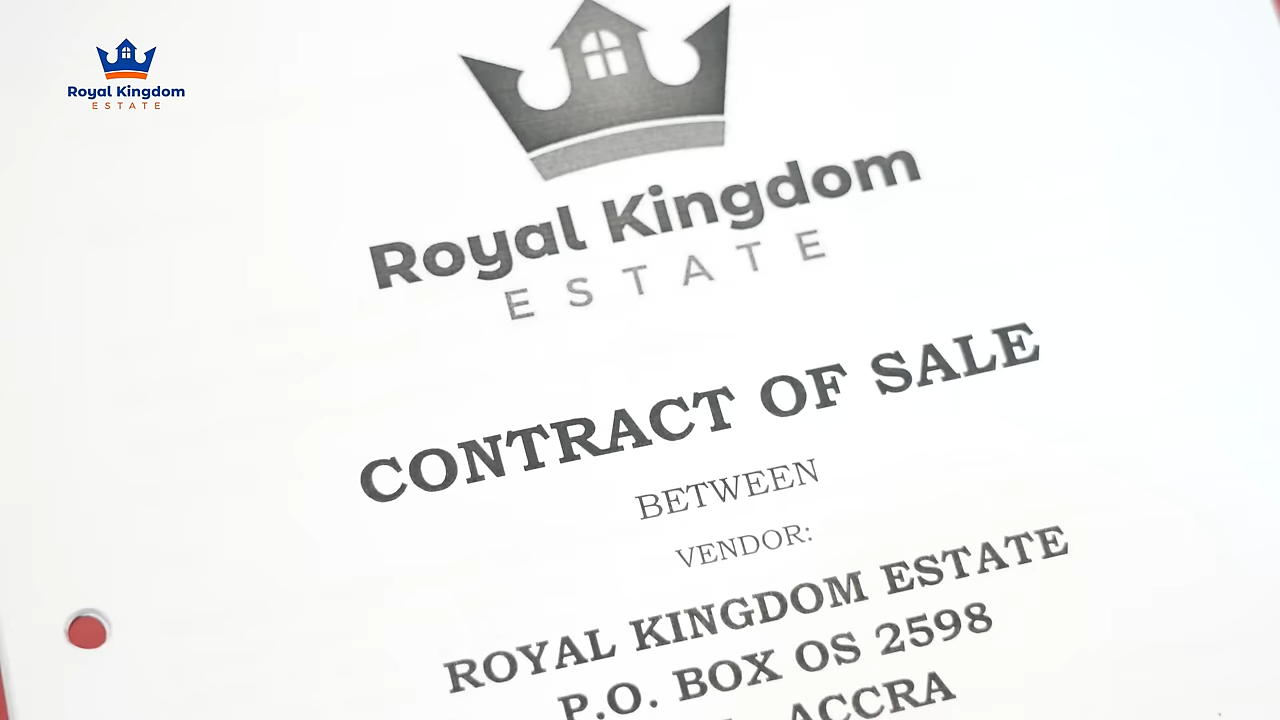 Royal Kingdom
ESTATE
Royal Kingdom
ESTATE
CONTRACT OF SALE
BETWEEN
VENDOR:
ROYAL KINGDOM ESTATE
P.O. BOX OS 2598
ACCRA